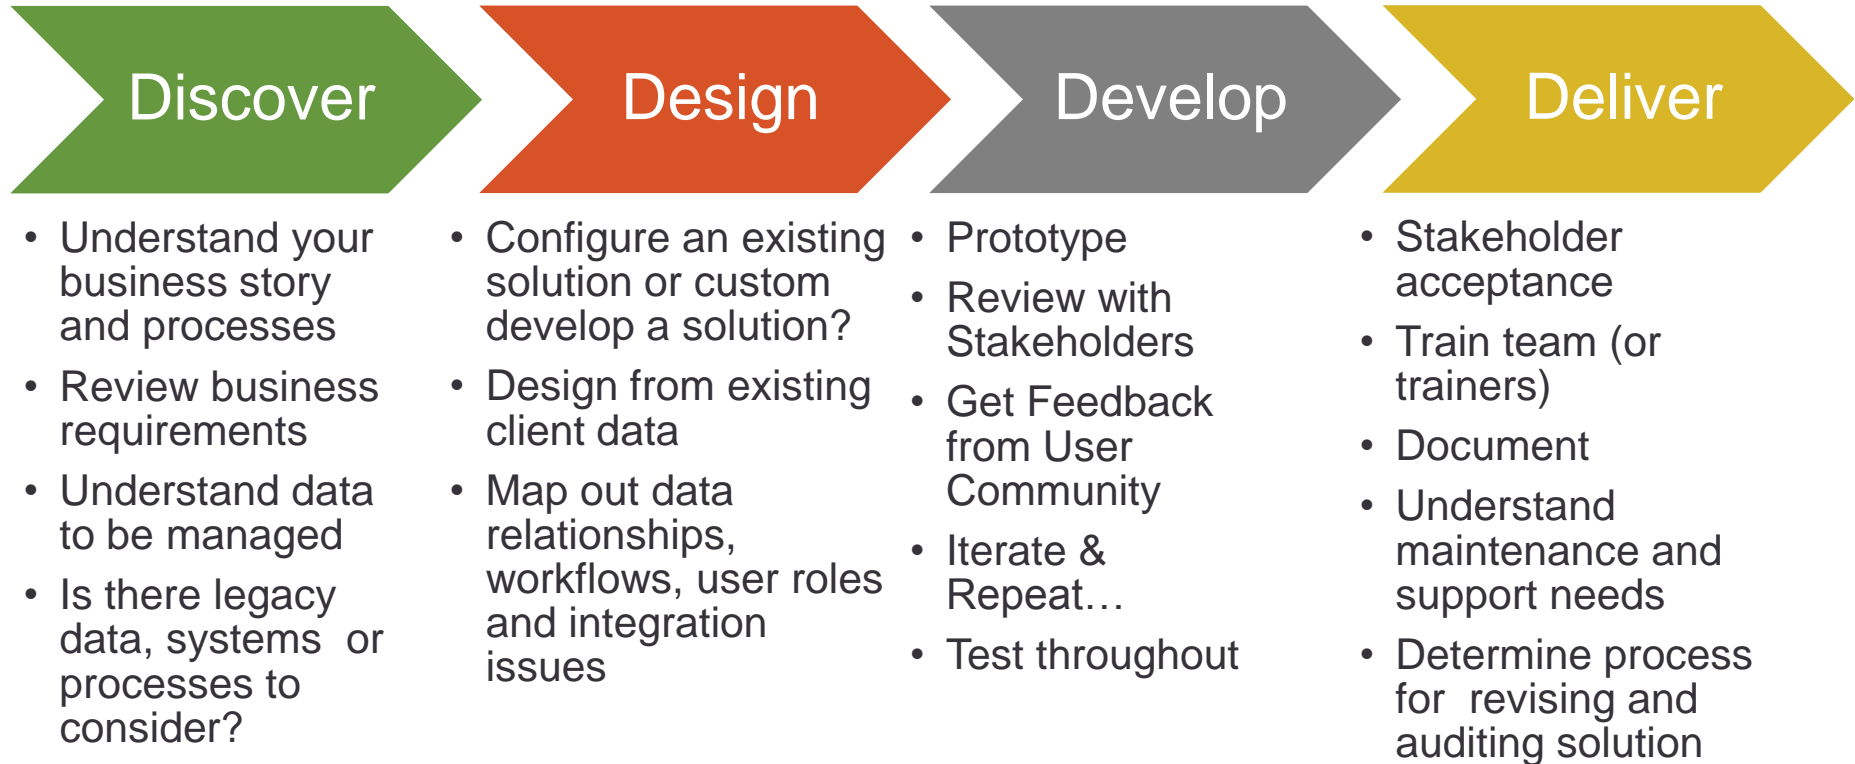 Discover
• Understand your
business story
and processes
• Review business
requirements
• Understand data
to be managed
• Is there legacy
data, systems  or
processes to
consider?
Design
• Configure an existing
solution or custom
develop a solution?
• Design from existing
client data
• Map out data
relationships,
workflows, user roles
and integration
issues
Develop
• Prototype
• Review with
Stakeholders
• Get Feedback
from User
Community
• Iterate &
Repeat…
• Test throughout
Deliver
• Stakeholder
acceptance
• Train team (or
trainers)
• Document
• Understand
maintenance and
support needs
• Determine process
for  revising and
auditing solution